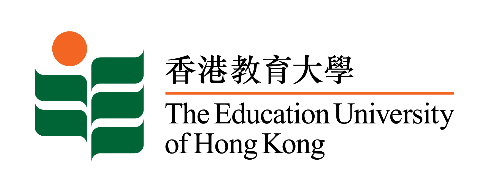 香港教育大學
The Education University
of Hong Kong